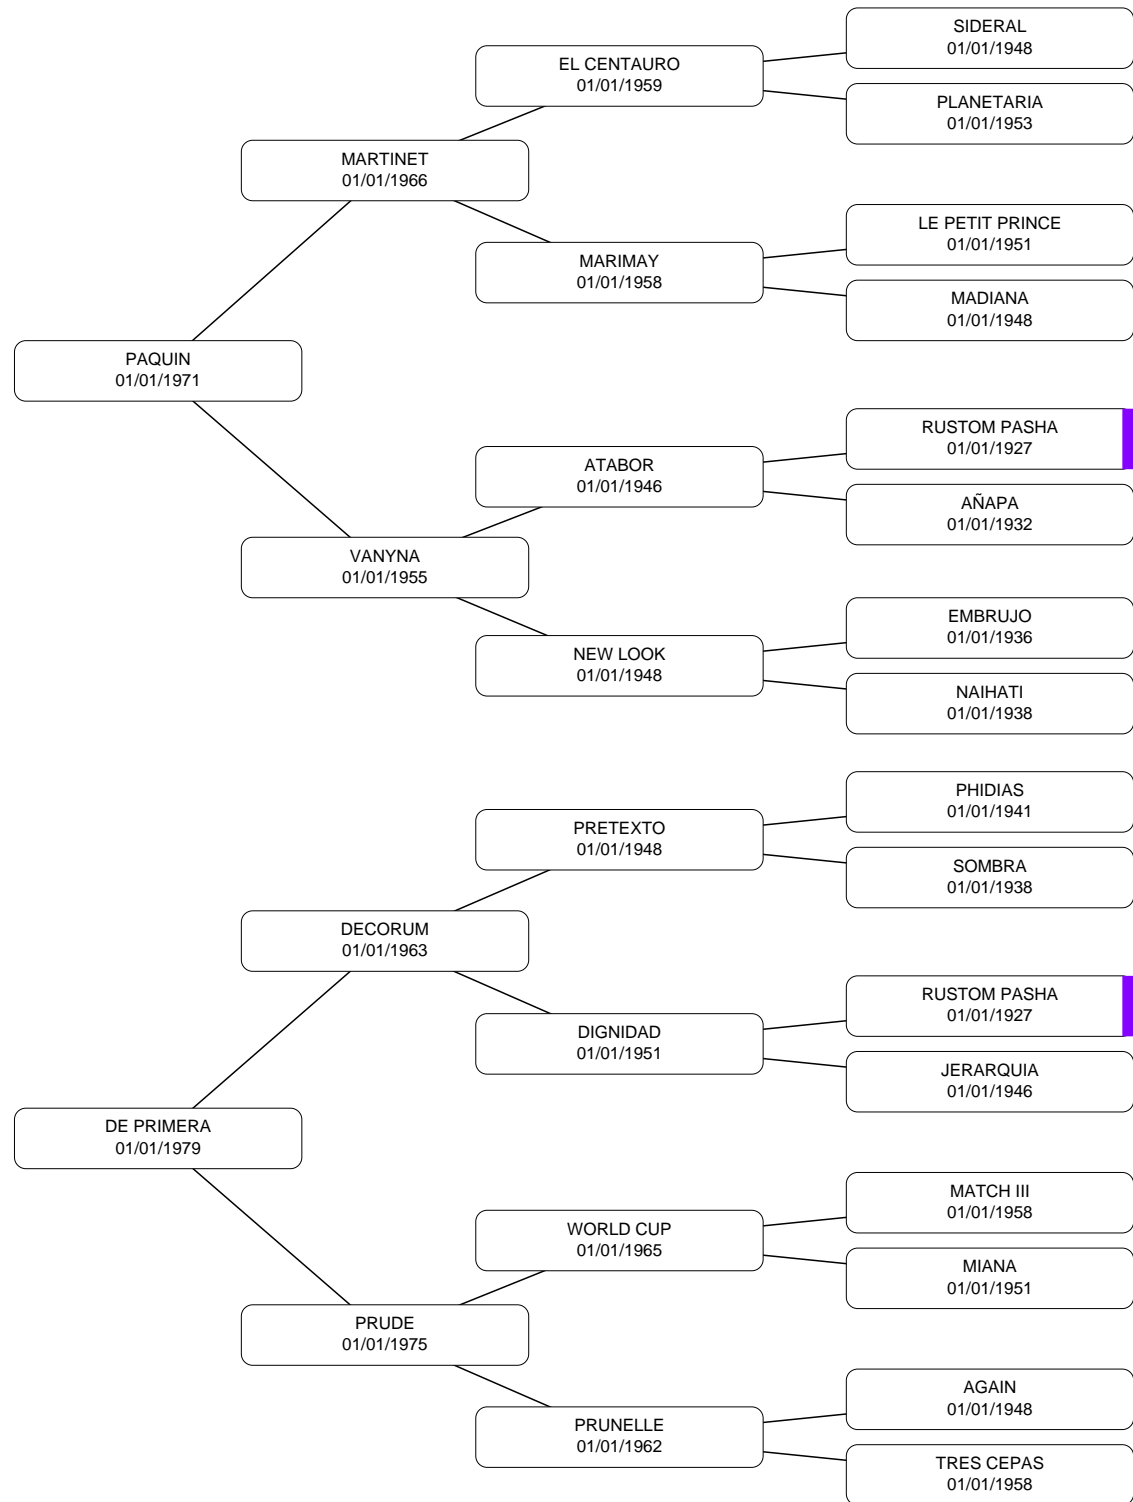 SIDERAL
01/01/1948
EL CENTAURO
01/01/1959
PLANETARIA
01/01/1953
MARTINET
01/01/1966
LE PETIT PRINCE
01/01/1951
MARIMAY
01/01/1958
MADIANA
01/01/1948
PAQUIN
01/01/1971
RUSTOM PASHA
01/01/1927
ATABOR
01/01/1946
AÑAPA
01/01/1932
VANYNA
01/01/1955
EMBRUJO
01/01/1936
NEW LOOK
01/01/1948
NAIHATI
01/01/1938
PHIDIAS
01/01/1941
PRETEXTO
01/01/1948
SOMBRA
01/01/1938
DECORUM
01/01/1963
RUSTOM PASHA
01/01/1927
DIGNIDAD
01/01/1951
JERARQUIA
01/01/1946
DE PRIMERA
01/01/1979
MATCH III
01/01/1958
WORLD CUP
01/01/1965
MIANA
01/01/1951
PRUDE
01/01/1975
AGAIN
01/01/1948
PRUNELLE
01/01/1962
TRES CEPAS
01/01/1958